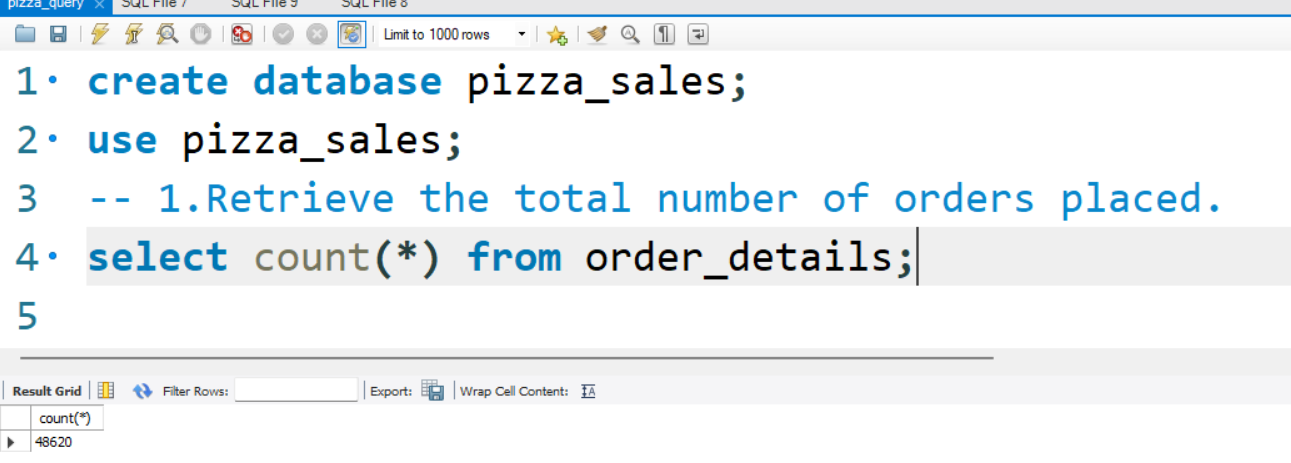 pizza_query SQL File 7 SQL File 9 SQL File 8
Limit to 1000 rows
1 create database pizza_sales;
2 use pizza_sales;
3 -- 1.Retrieve the total number of orders placed.
4 select count(*) from order_details;
5
Result Grid Filter Rows: Export: Wrap Cell Content: IA
count(*)
48620